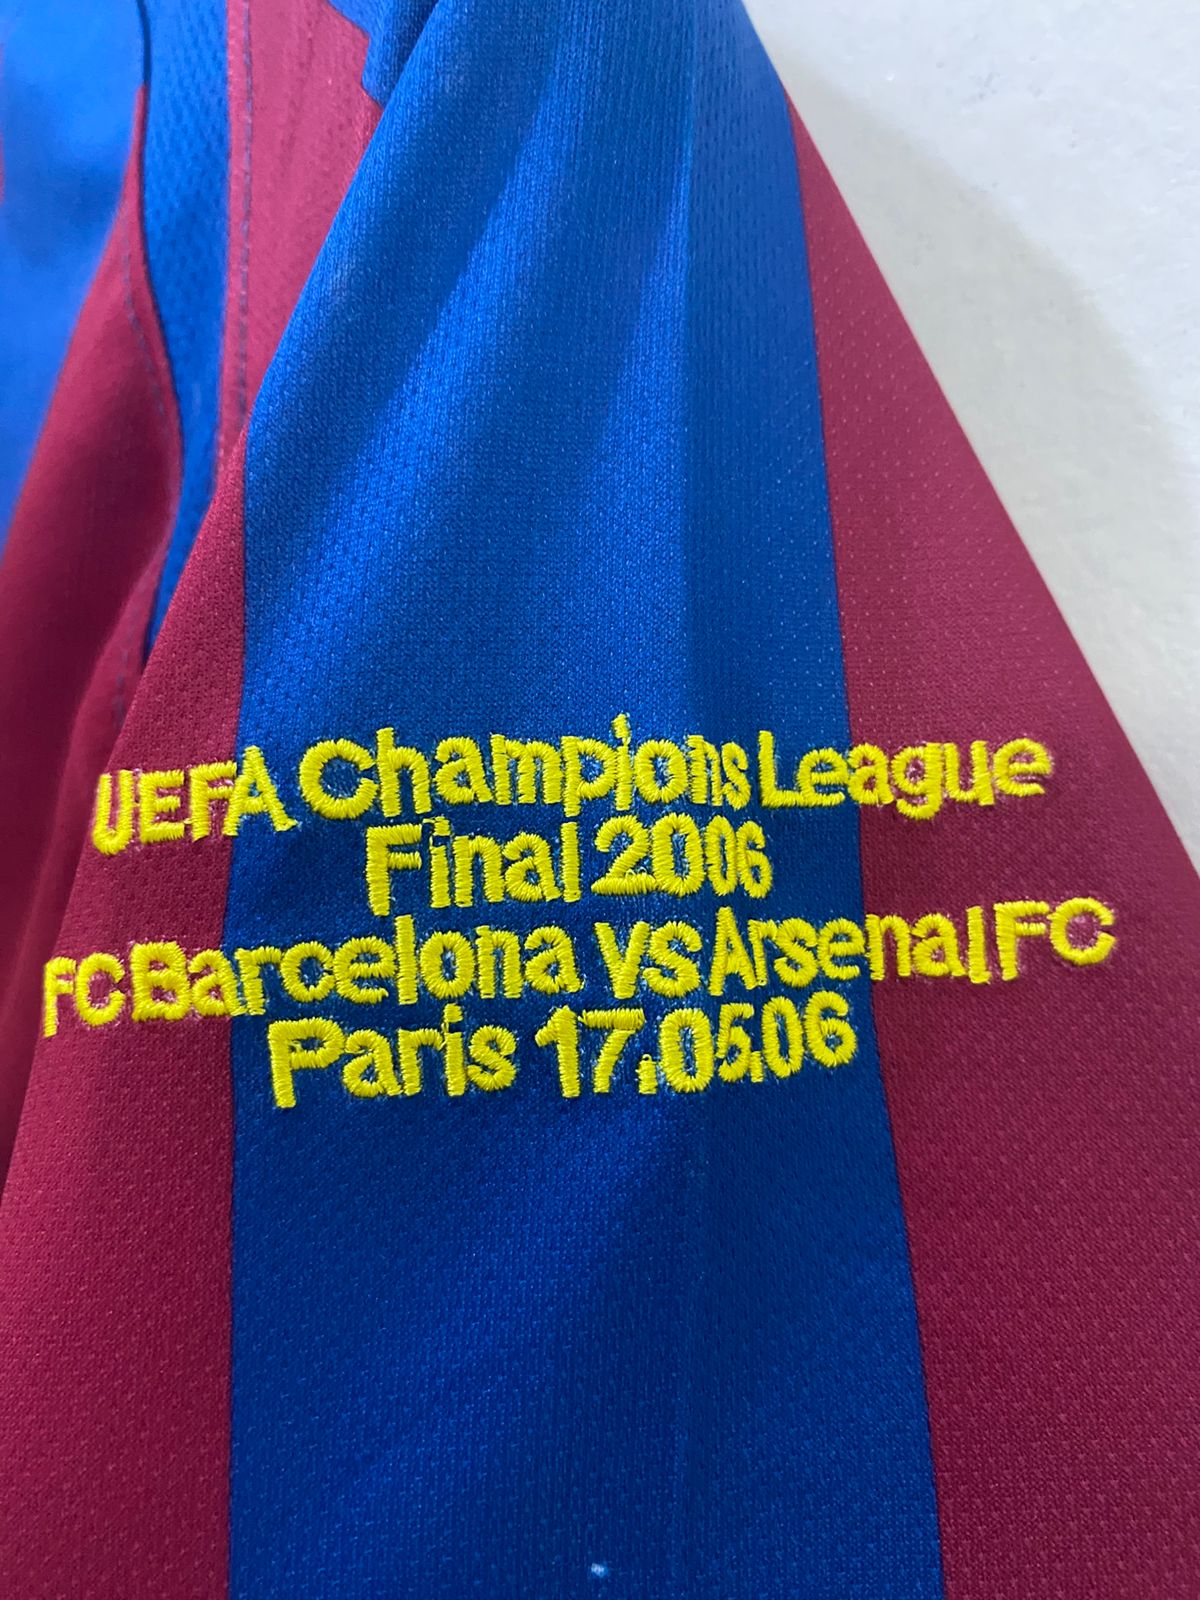 UEFA Champions League
Final 2006
FC Barcelona vs Arsenal FC
Paris 17.05.06